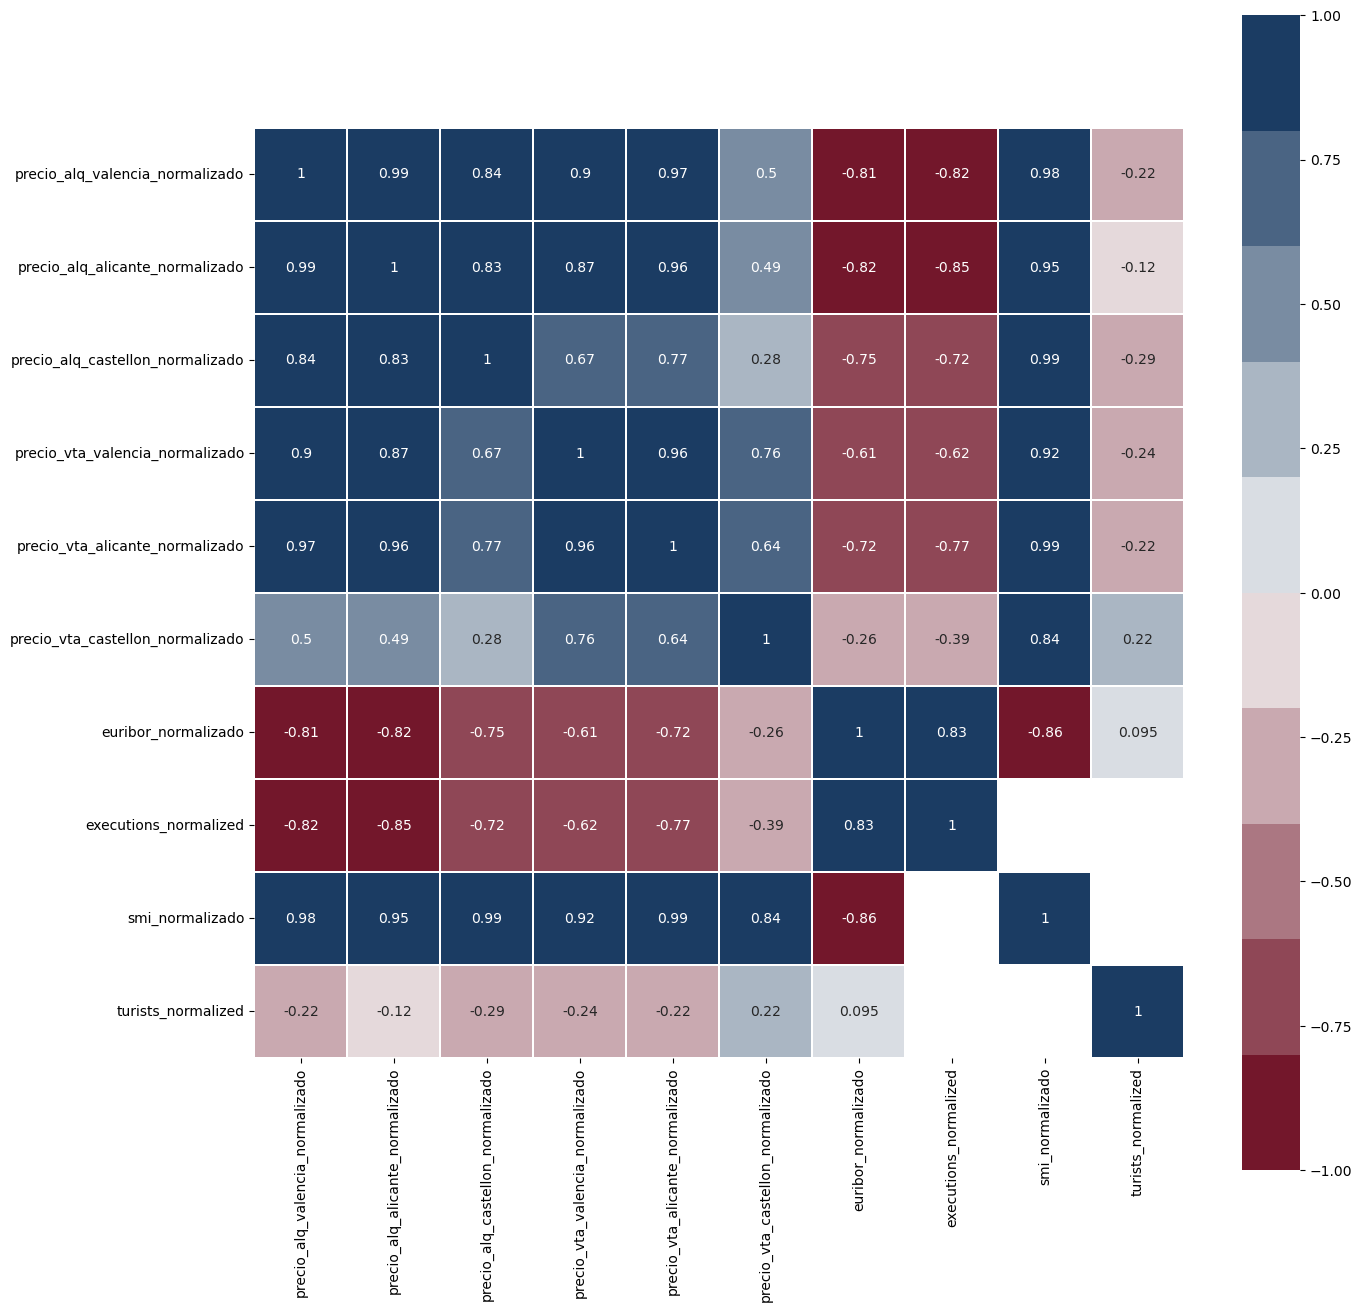 1.00
precio_alq_valencia_normalizado 1 0.99 0.84 0.9 0.97 0.5 -0.81 -0.82 0.98 -0.22
0.75
precio_alq_alicante_normalizado 0.99 1 0.83 0.87 0.96 0.49 -0.82 -0.85 0.95 -0.12
0.50
precio_alq_castellon_normalizado 0.84 0.83 1 0.67 0.77 0.28 -0.75 -0.72 0.99 -0.29
precio_vta_valencia_normalizado 0.9 0.87 0.67 1 0.96 0.76 -0.61 -0.62 0.92 -0.24
0.25
precio_vta_alicante_normalizado 0.97 0.96 0.77 0.96 1 0.64 -0.72 -0.77 0.99 -0.22
0.00
precio_vta_castellon_normalizado 0.5 0.49 0.28 0.76 0.64 1 -0.26 -0.39 0.84 0.22
euribor_normalizado -0.81 -0.82 -0.75 -0.61 -0.72 -0.26 1 0.83 -0.86 0.095
−0.25
executions_normalized -0.82 -0.85 -0.72 -0.62 -0.77 -0.39 0.83 1
−0.50
smi_normalizado 0.98 0.95 0.99 0.92 0.99 0.84 -0.86 1
turists_normalized -0.22 -0.12 -0.29 -0.24 -0.22 0.22 0.095 1
−0.75
−1.00
precio_alq_valencia_normalizado
precio_alq_alicante_normalizado
precio_alq_castellon_normalizado
precio_vta_valencia_normalizado
precio_vta_alicante_normalizado
precio_vta_castellon_normalizado
euribor_normalizado
executions_normalized
smi_normalizado
turists_normalized